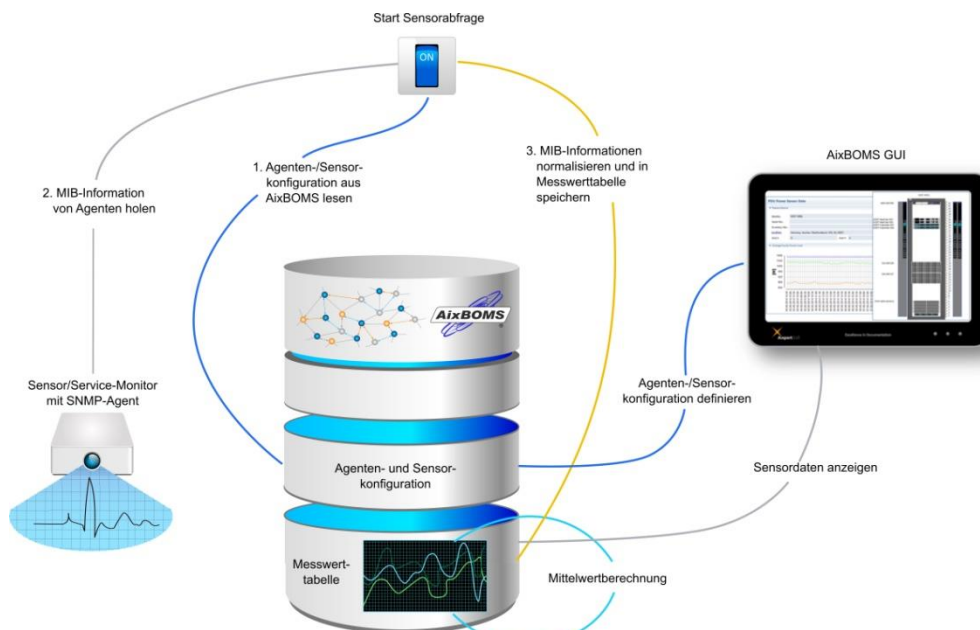 Start Sensorabfrage
ON
1. Agenten-/Sensor-
konfiguration aus
AixBOMS lesen
2. MIB-Information
von Agenten holen
3. MIB-Informationen
normalisieren und in
Messwerttabelle
speichern
AixBOMS GUI
AixBOMS
®
Sensor/Service-Monitor
mit SNMP-Agent
Agenten-/Sensor-
konfiguration definieren
Agenten- und Sensor-
konfiguration
Sensordaten anzeigen
Messwert-
tabelle
Mittelwertberechnung